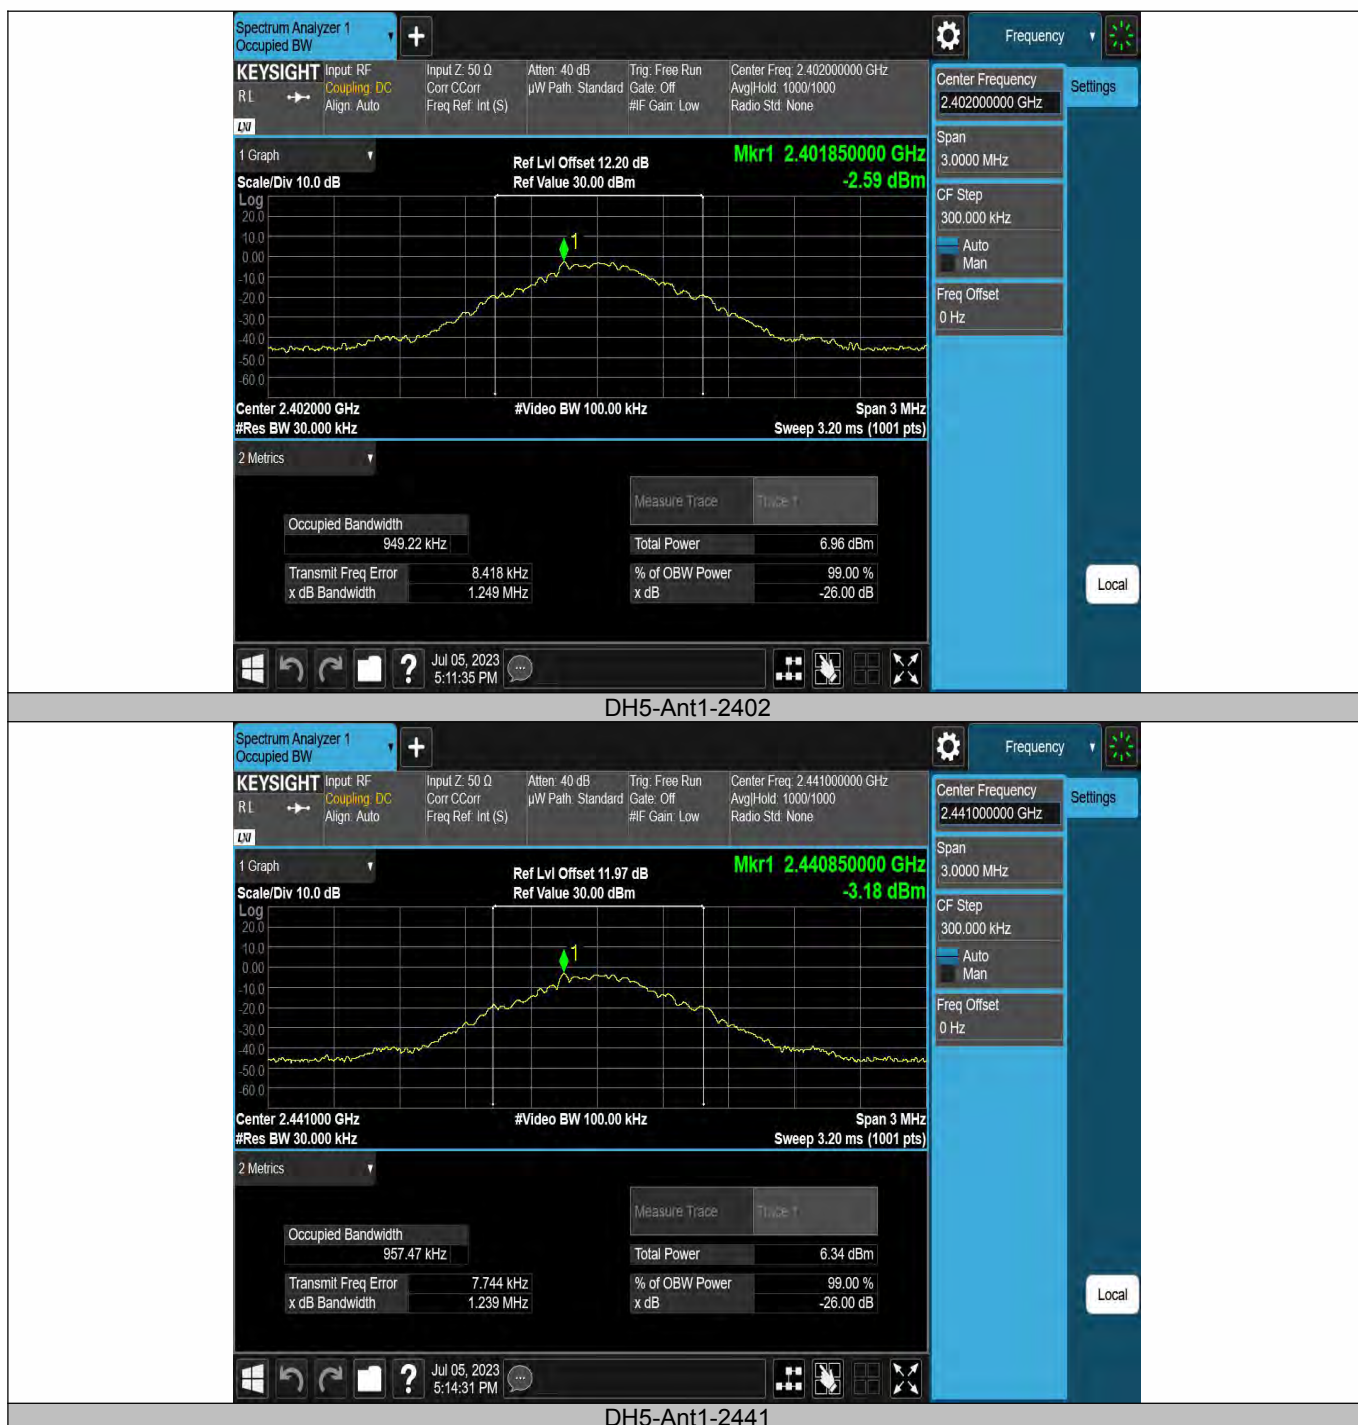 Spectrum Analyzer 1
Occupied BW
Frequency
KEYSIGHT
R L
LXI
Input: RF
Coupling: DC
Align: Auto
Input Z: 50 Ω
Corr CCorr
Freq Ref: Int (S)
Atten: 40 dB
µW Path: Standard
Trig: Free Run
Gate: Off
#IF Gain: Low
Center Freq: 2.402000000 GHz
Avg|Hold: 1000/1000
Radio Std: None
Center Frequency
2.402000000 GHz
Settings
Span
3.0000 MHz
CF Step
300.000 kHz
Auto
Man
Freq Offset
0 Hz
Local
1 Graph
Scale/Div 10.0 dB
Ref Lvl Offset 12.20 dB
Ref Value 30.00 dBm
Mkr1 2.401850000 GHz
-2.59 dBm
Log
20.0
10.0
0.00
-10.0
-20.0
-30.0
-40.0
-50.0
-60.0
1
Center 2.402000 GHz
#Res BW 30.000 kHz
#Video BW 100.00 kHz
Span 3 MHz
Sweep 3.20 ms (1001 pts)
2 Metrics
Measure Trace Trace 1
Occupied Bandwidth
949.22 kHz
Total Power 6.96 dBm
Transmit Freq Error 8.418 kHz
x dB Bandwidth 1.249 MHz
% of OBW Power 99.00 %
x dB -26.00 dB
Jul 05, 2023
5:11:35 PM
DH5-Ant1-2402
Spectrum Analyzer 1
Occupied BW
Frequency
KEYSIGHT
R L
LXI
Input: RF
Coupling: DC
Align: Auto
Input Z: 50 Ω
Corr CCorr
Freq Ref: Int (S)
Atten: 40 dB
µW Path: Standard
Trig: Free Run
Gate: Off
#IF Gain: Low
Center Freq: 2.441000000 GHz
Avg|Hold: 1000/1000
Radio Std: None
Center Frequency
2.441000000 GHz
Settings
Span
3.0000 MHz
CF Step
300.000 kHz
Auto
Man
Freq Offset
0 Hz
Local
1 Graph
Scale/Div 10.0 dB
Ref Lvl Offset 11.97 dB
Ref Value 30.00 dBm
Mkr1 2.440850000 GHz
-3.18 dBm
Log
20.0
10.0
0.00
-10.0
-20.0
-30.0
-40.0
-50.0
-60.0
1
Center 2.441000 GHz
#Res BW 30.000 kHz
#Video BW 100.00 kHz
Span 3 MHz
Sweep 3.20 ms (1001 pts)
2 Metrics
Measure Trace Trace 1
Occupied Bandwidth
957.47 kHz
Total Power 6.34 dBm
Transmit Freq Error 7.744 kHz
x dB Bandwidth 1.239 MHz
% of OBW Power 99.00 %
x dB -26.00 dB
Jul 05, 2023
5:14:31 PM
DH5-Ant1-2441